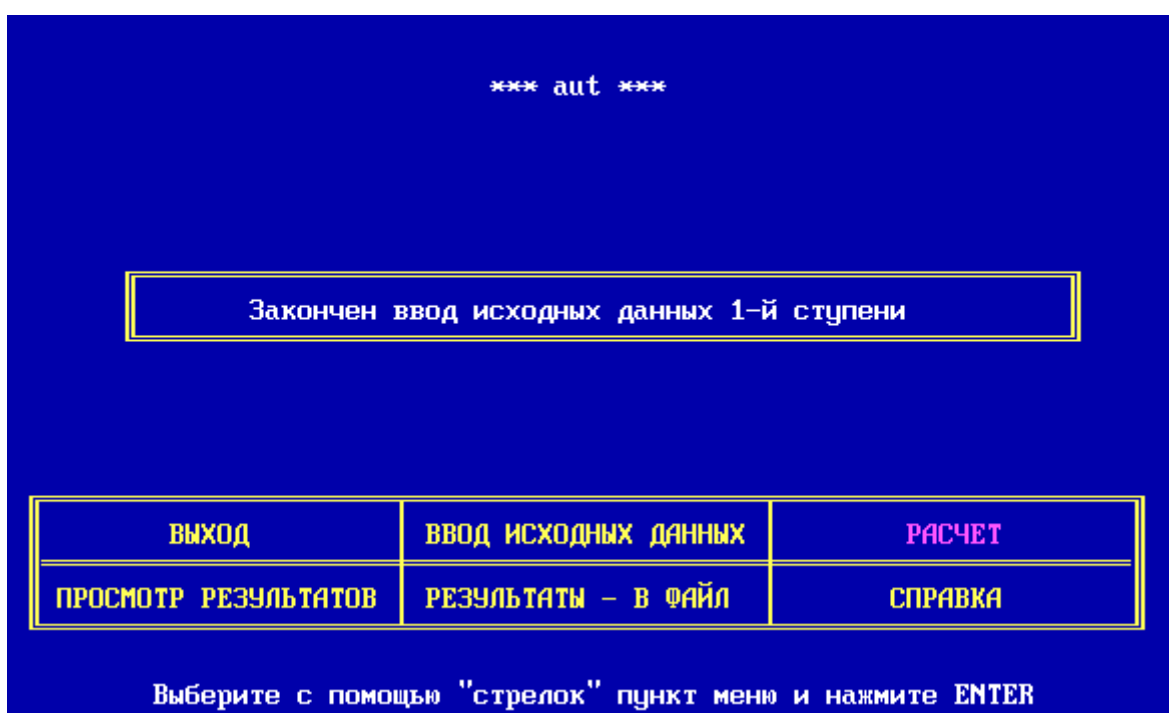 *** aut ***
Закончен ввод исходных данных 1-й ступени
ВЫХОД ВВОД ИСХОДНЫХ ДАННЫХ РАСЧЕТ
ПРОСМОТР РЕЗУЛЬТАТОВ РЕЗУЛЬТАТЫ - В ФАЙЛ СПРАВКА
Выберите с помощью "стрелок" пункт меню и нажмите ENTER